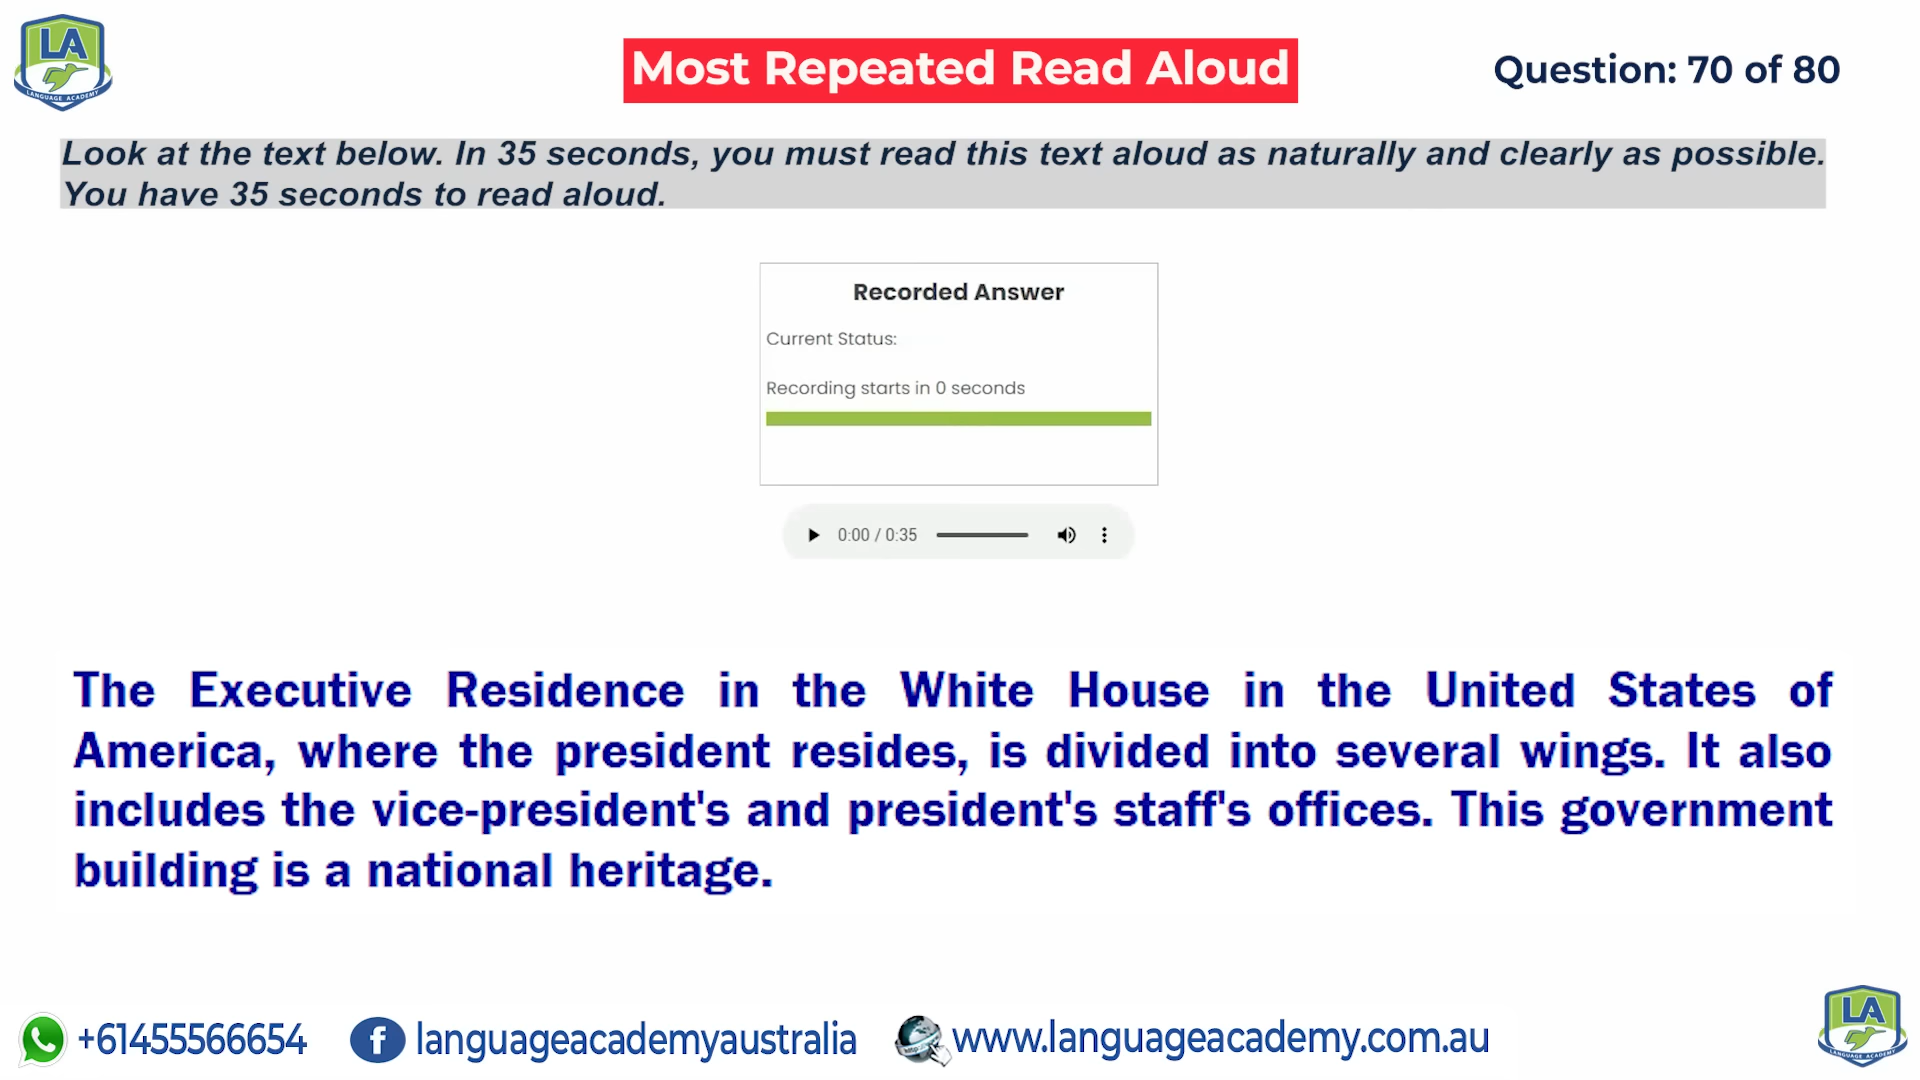 LA
LANGUAGE ACADEMY
Most Repeated Read Aloud
Question: 70 of 80
Look at the text below. In 35 seconds, you must read this text aloud as naturally and clearly as possible.
You have 35 seconds to read aloud.
Recorded Answer
Current Status:
Recording starts in 0 seconds
0:00 / 0:35
The Executive Residence in the White House in the United States of
America, where the president resides, is divided into several wings. It also
includes the vice-president's and president's staff's offices. This government
building is a national heritage.
+61455566654
f languageacademyaustralia
http:// www.languageacademy.com.au
LA
LANGUAGE ACADEMY